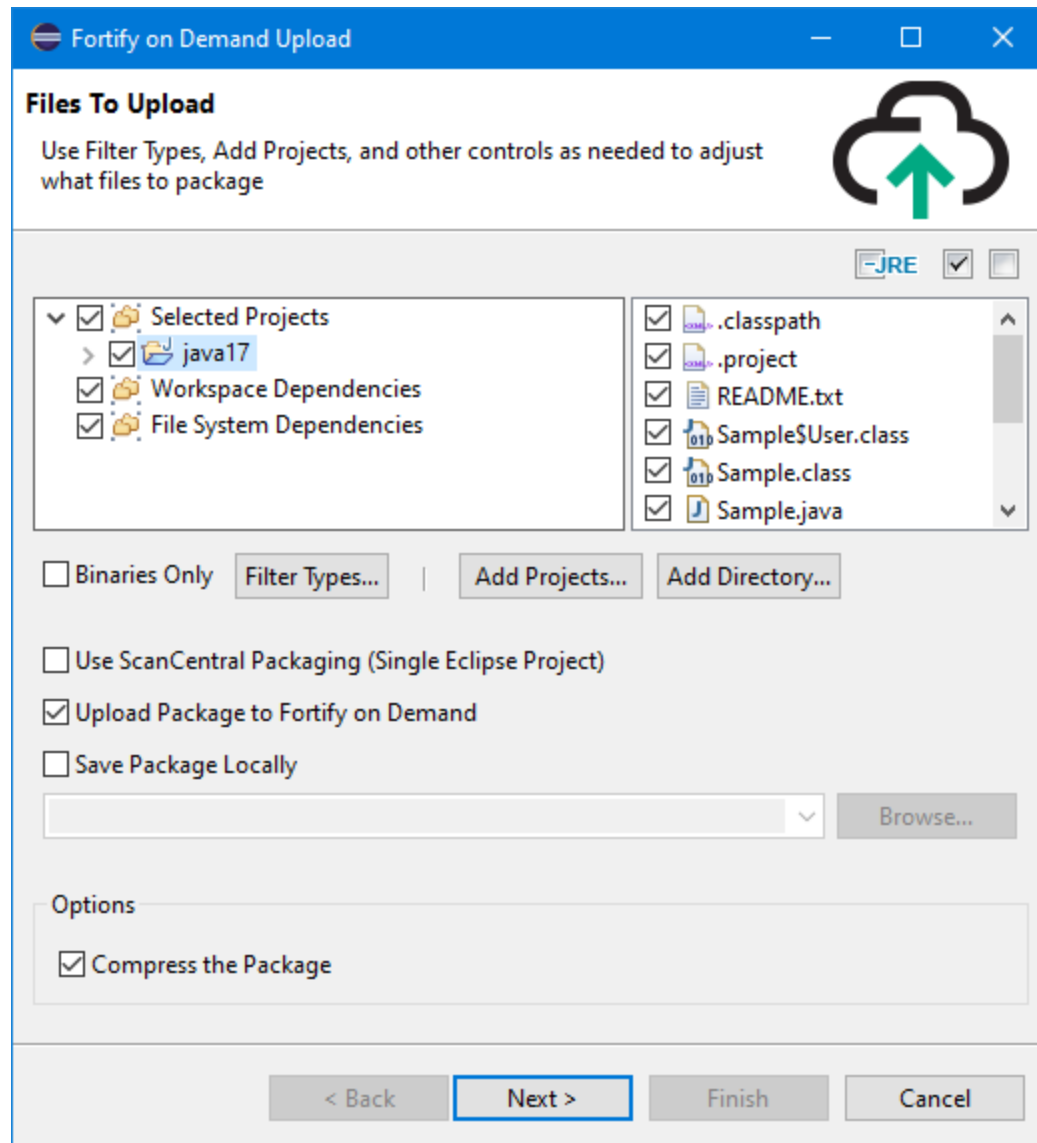 Fortify on Demand Upload
Files To Upload
Use Filter Types, Add Projects, and other controls as needed to adjust
what files to package
JRE
Selected Projects
java17
Workspace Dependencies
File System Dependencies
.classpath
.project
README.txt
Sample$User.class
Sample.class
Sample.java
Binaries Only Filter Types... | Add Projects... Add Directory...
Use ScanCentral Packaging (Single Eclipse Project)
Upload Package to Fortify on Demand
Save Package Locally
Browse...
Options
Compress the Package
< Back Next > Finish Cancel